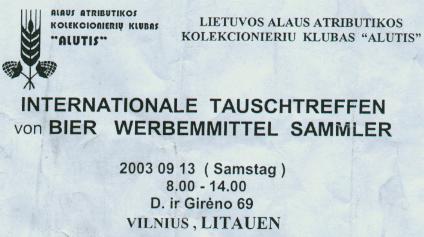 ALAUS ATRIBUTIKOS
KOLEKCIONIERIŲ KLUBAS
"ALUTIS"
LIETUVOS ALAUS ATRIBUTIKOS
KOLEKCIONIERIU KLUBAS “ALUTIS”
INTERNATIONALE TAUSCHTREFFEN
von BIER WERBEMMITTEL SAMMLER
2003 09 13 ( Samstag )
8.00 - 14.00
D. ir Girėno 69
VILNIUS , LITAUEN